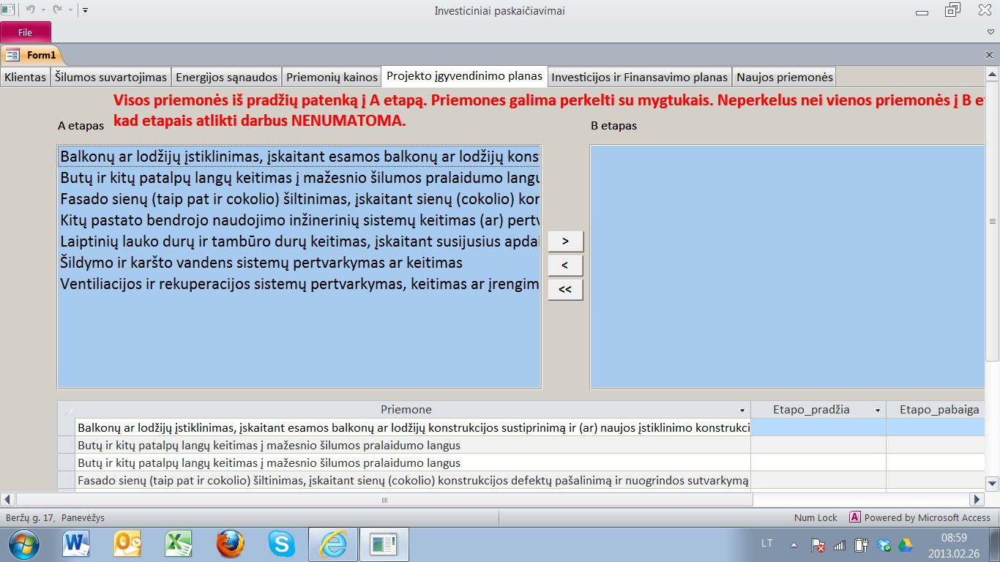 Investiciniai paskaičiavimai
File
Form1
Klientas Šilumos suvartojimas Energijos sąnaudos Priemonių kainos Projekto įgyvendinimo planas Investicijos ir Finansavimo planas Naujos priemonės
Visos priemonės iš pradžių patenką į A etapą. Priemones galima perkelti su mygtukais. Neperkelus nei vienos priemonės į B et
kad etapais atlikti darbus NENUMATOMA.
A etapas
B etapas
Balkonų ar lodžijų įstiklinimas, įskaitant esamos balkonų ar lodžijų kons
Butų ir kitų patalpų langų keitimas į mažesnio šilumos pralaidumo langu
Fasado sienų (taip pat ir cokolio) šiltinimas, įskaitant sienų (cokolio) kon
Kitų pastato bendrojo naudojimo inžinerinių sistemų keitimas (ar) pertv
Laiptinių lauko durų ir tambūro durų keitimas, įskaitant susijusius apdai
Šildymo ir karšto vandens sistemų pertvarkymas ar keitimas
Ventiliacijos ir rekuperacijos sistemų pertvarkymas, keitimas ar įrengim
>
<
<<
Priemone Etapo_pradžia Etapo_pabaiga
Balkonų ar lodžijų įstiklinimas, įskaitant esamos balkonų ar lodžijų konstrukcijos sustiprinimą ir (ar) naujos įstiklinimo konstrukci
Butų ir kitų patalpų langų keitimas į mažesnio šilumos pralaidumo langus
Butų ir kitų patalpų langų keitimas į mažesnio šilumos pralaidumo langus
Fasado sienų (taip pat ir cokolio) šiltinimas, įskaitant sienų (cokolio) konstrukcijos defektų pašalinimą ir nuogrindos sutvarkymą
Beržų g. 17, Panevėžys
Num Lock
Powered by Microsoft Access
LT
08:59
2013.02.26